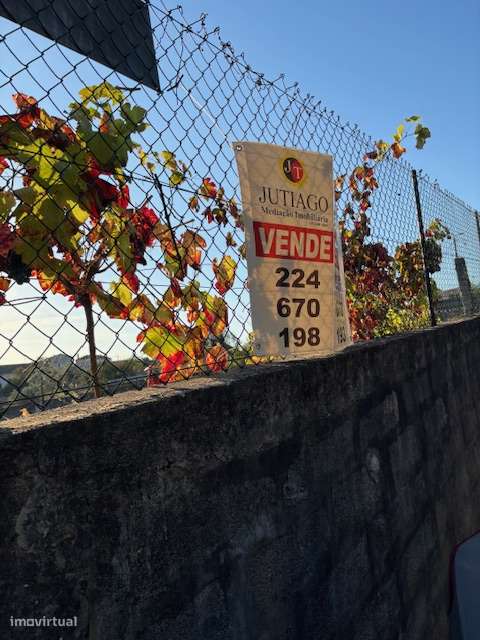 JT
JUTIAGO
Mediação Imobiliária
VENDE
224
670
198
imovirtual